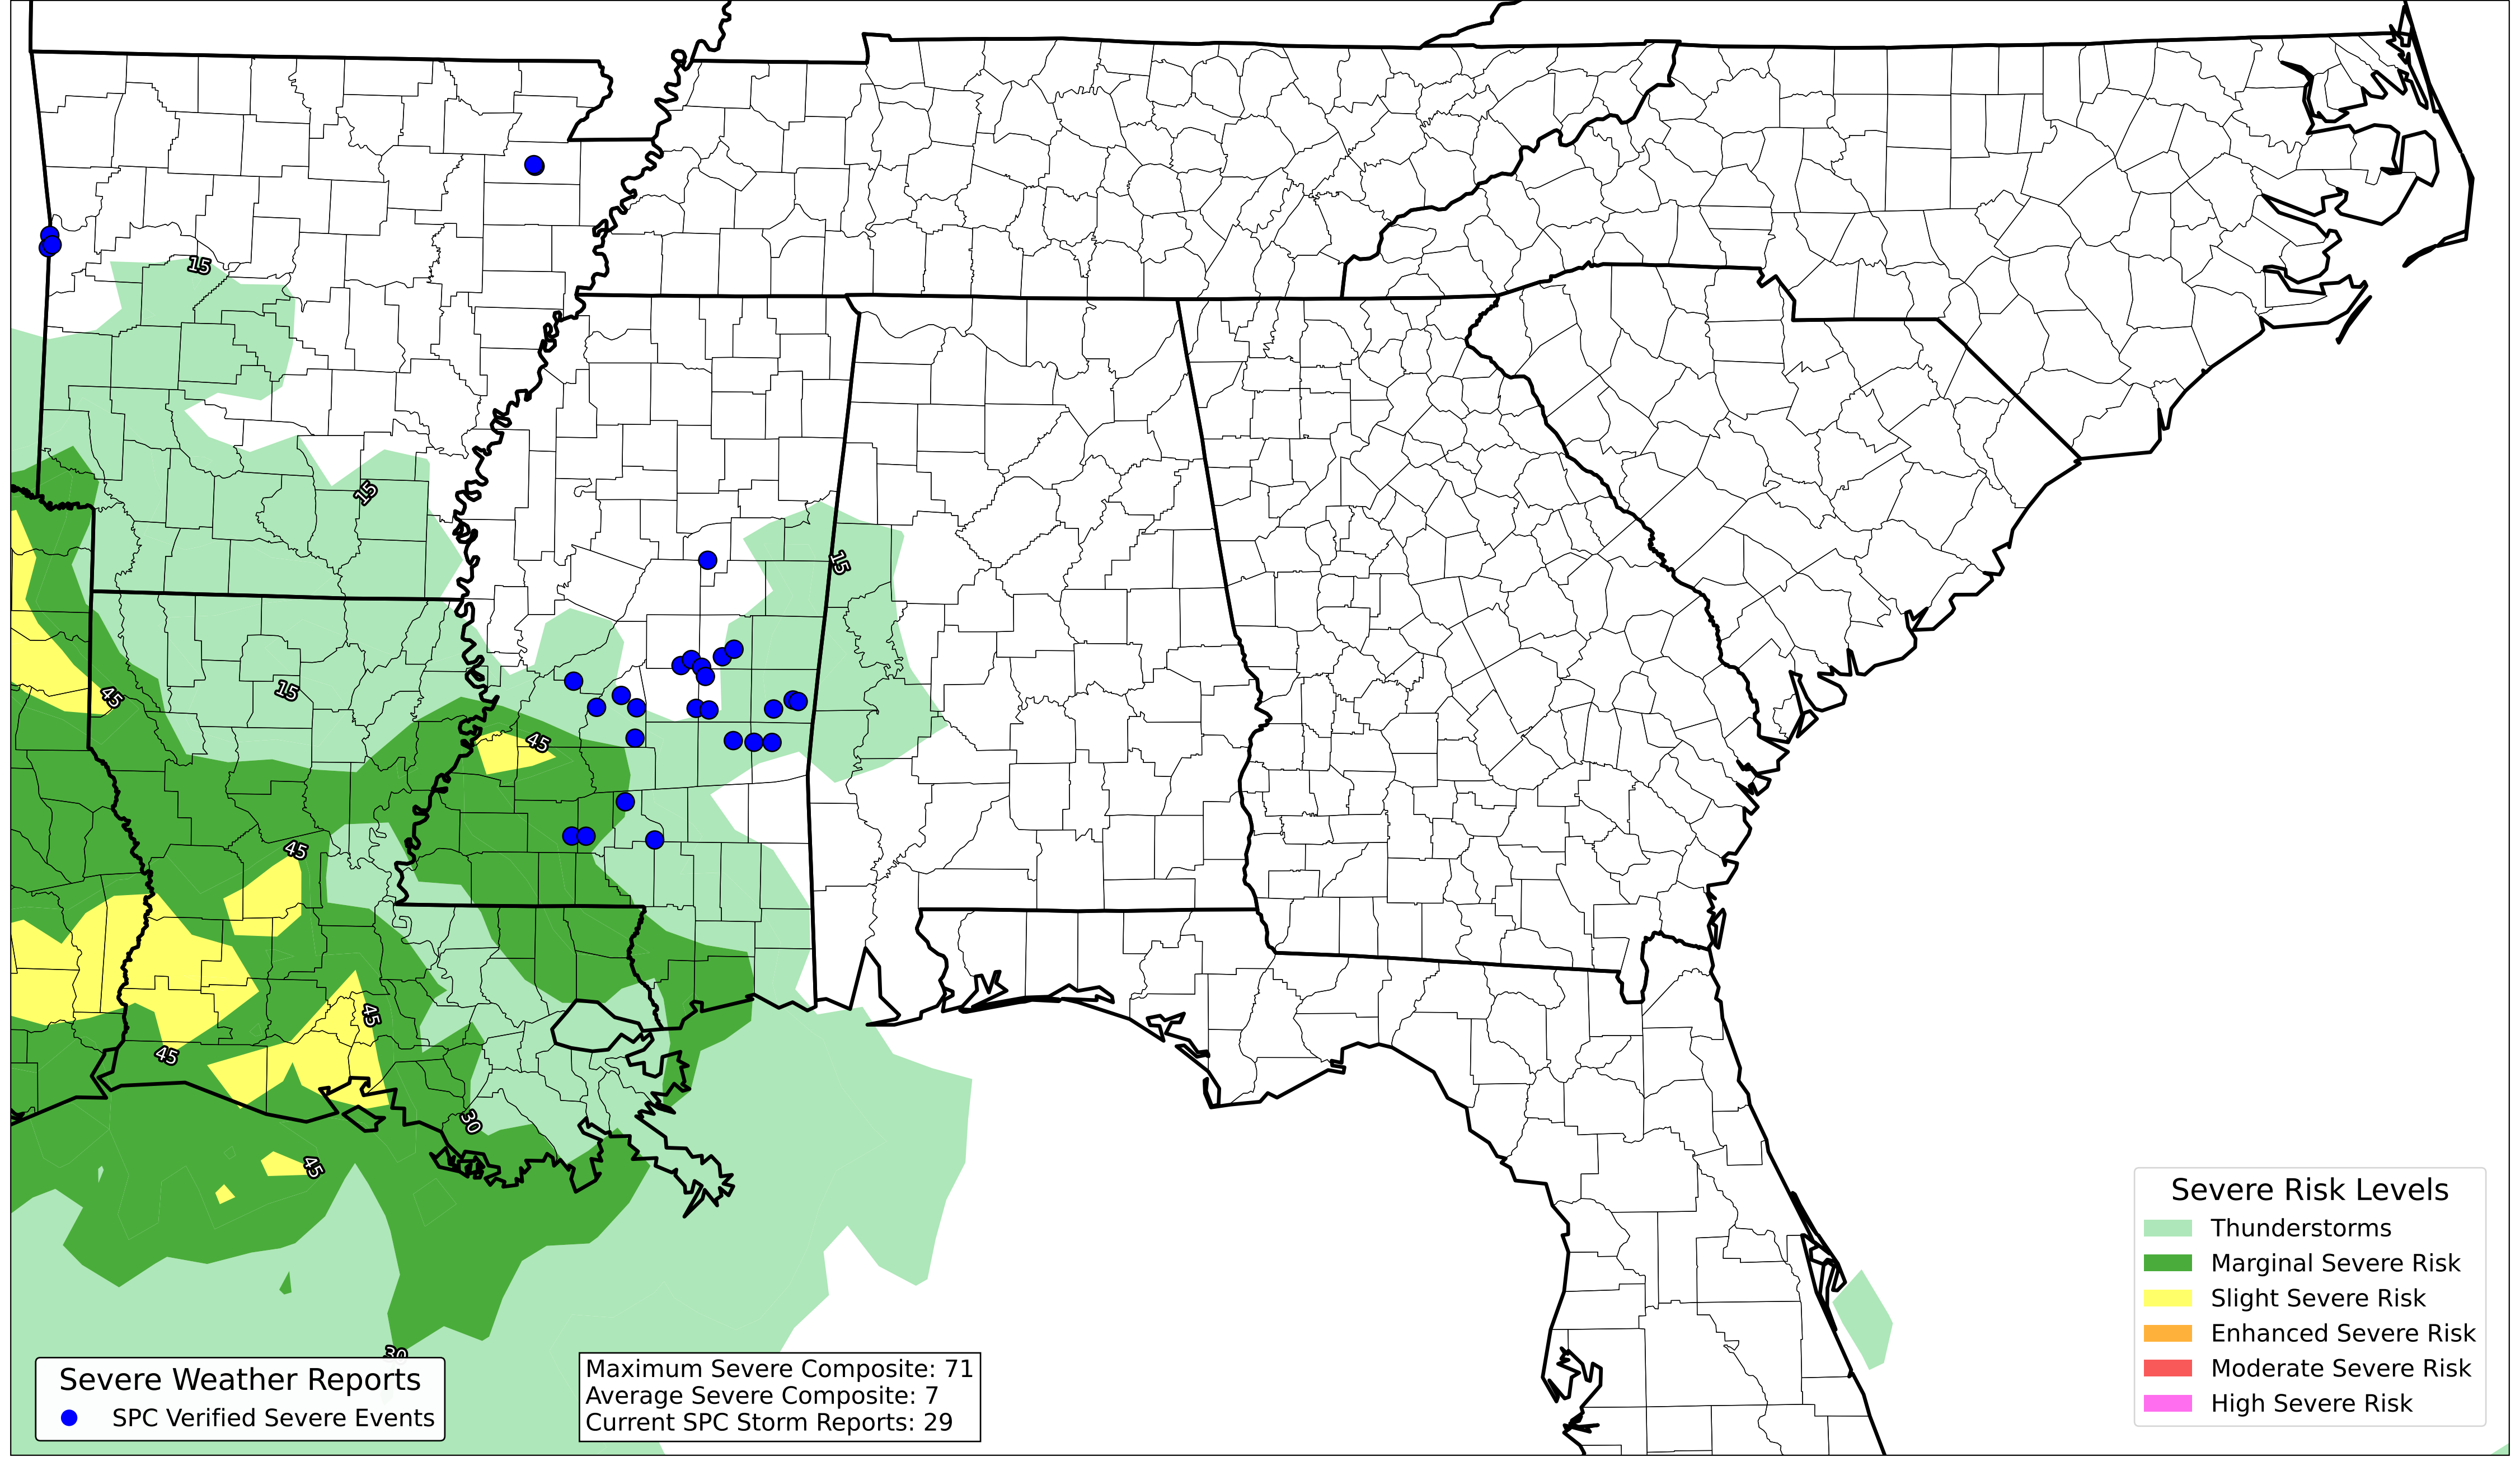 15
15
15
15
45
45
45
45
45
30
45
30
Severe Weather Reports
SPC Verified Severe Events
Maximum Severe Composite: 71
Average Severe Composite: 7
Current SPC Storm Reports: 29
Severe Risk Levels
Thunderstorms
Marginal Severe Risk
Slight Severe Risk
Enhanced Severe Risk
Moderate Severe Risk
High Severe Risk